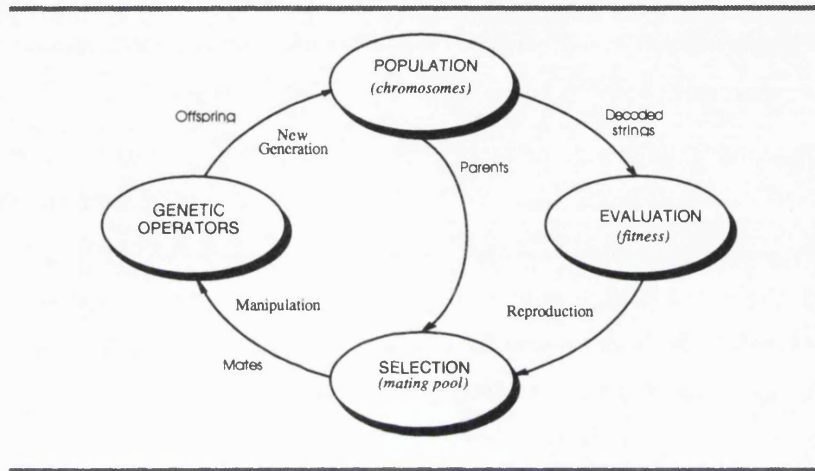 POPULATION
(chromosomes)
Offspring
New
Generation
Decoded
strings
Parents
GENETIC
OPERATORS
EVALUATION
(fitness)
Manipulation
Reproduction
Mates
SELECTION
(mating pool)